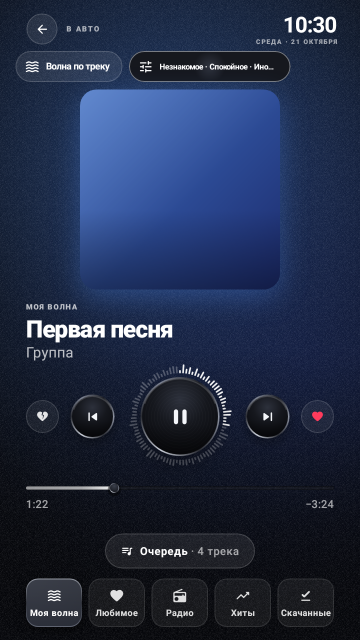 В АВТО
10:30
СРЕДА · 21 ОКТЯБРЯ
Волна по треку
Незнакомое · Спокойное · Ино...
МОЯ ВОЛНА
Первая песня
Группа
1:22
−3:24
Очередь · 4 трека
Моя волна
Любимое
Радио
Хиты
Скачанные